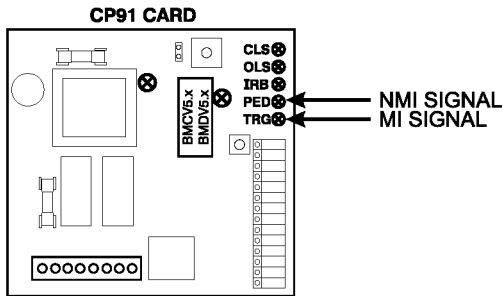 CP91 CARD
CLS
OLS
IRB
PED
TRG
NMI SIGNAL
MI SIGNAL
BMCV5.x
BMDV5.x